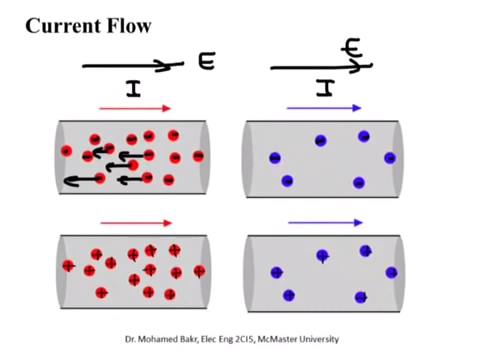 Current Flow
E E
I I
Dr. Mohamed Bakr, Elec Eng 2CI5, McMaster University